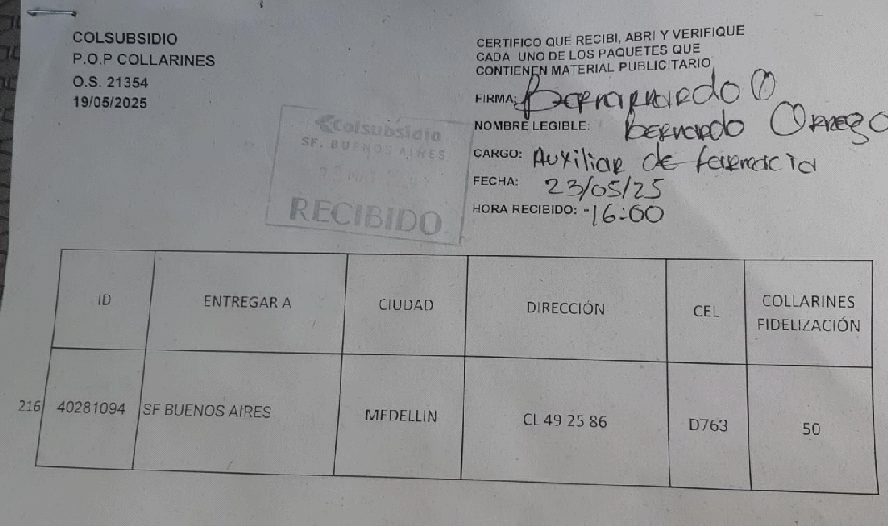 COLSUBSIDIO
P.O.P COLLARINES
O.S. 21354
19/05/2025
CERTIFICO QUE RECIBI, ABRI Y VERIFIQUE
CADA UNO DE LOS PAQUETES QUE
CONTIENEN MATERIAL PUBLICITARIO
FIRMA:
NOMBRE LEGIBLE: Bernardo Orrego
CARGO: Auxiliar de farmacia
FECHA: 23/05/25
HORA RECIBIDO: -16:00
Colsubsidio
SF. BUENOS AIRES
RECIBIDO
ID ENTREGAR A CIUDAD DIRECCIÓN CEL COLLARINES FIDELIZACIÓN
216 40281094 SF BUENOS AIRES MEDELLIN CL 49 25 86 D763 50